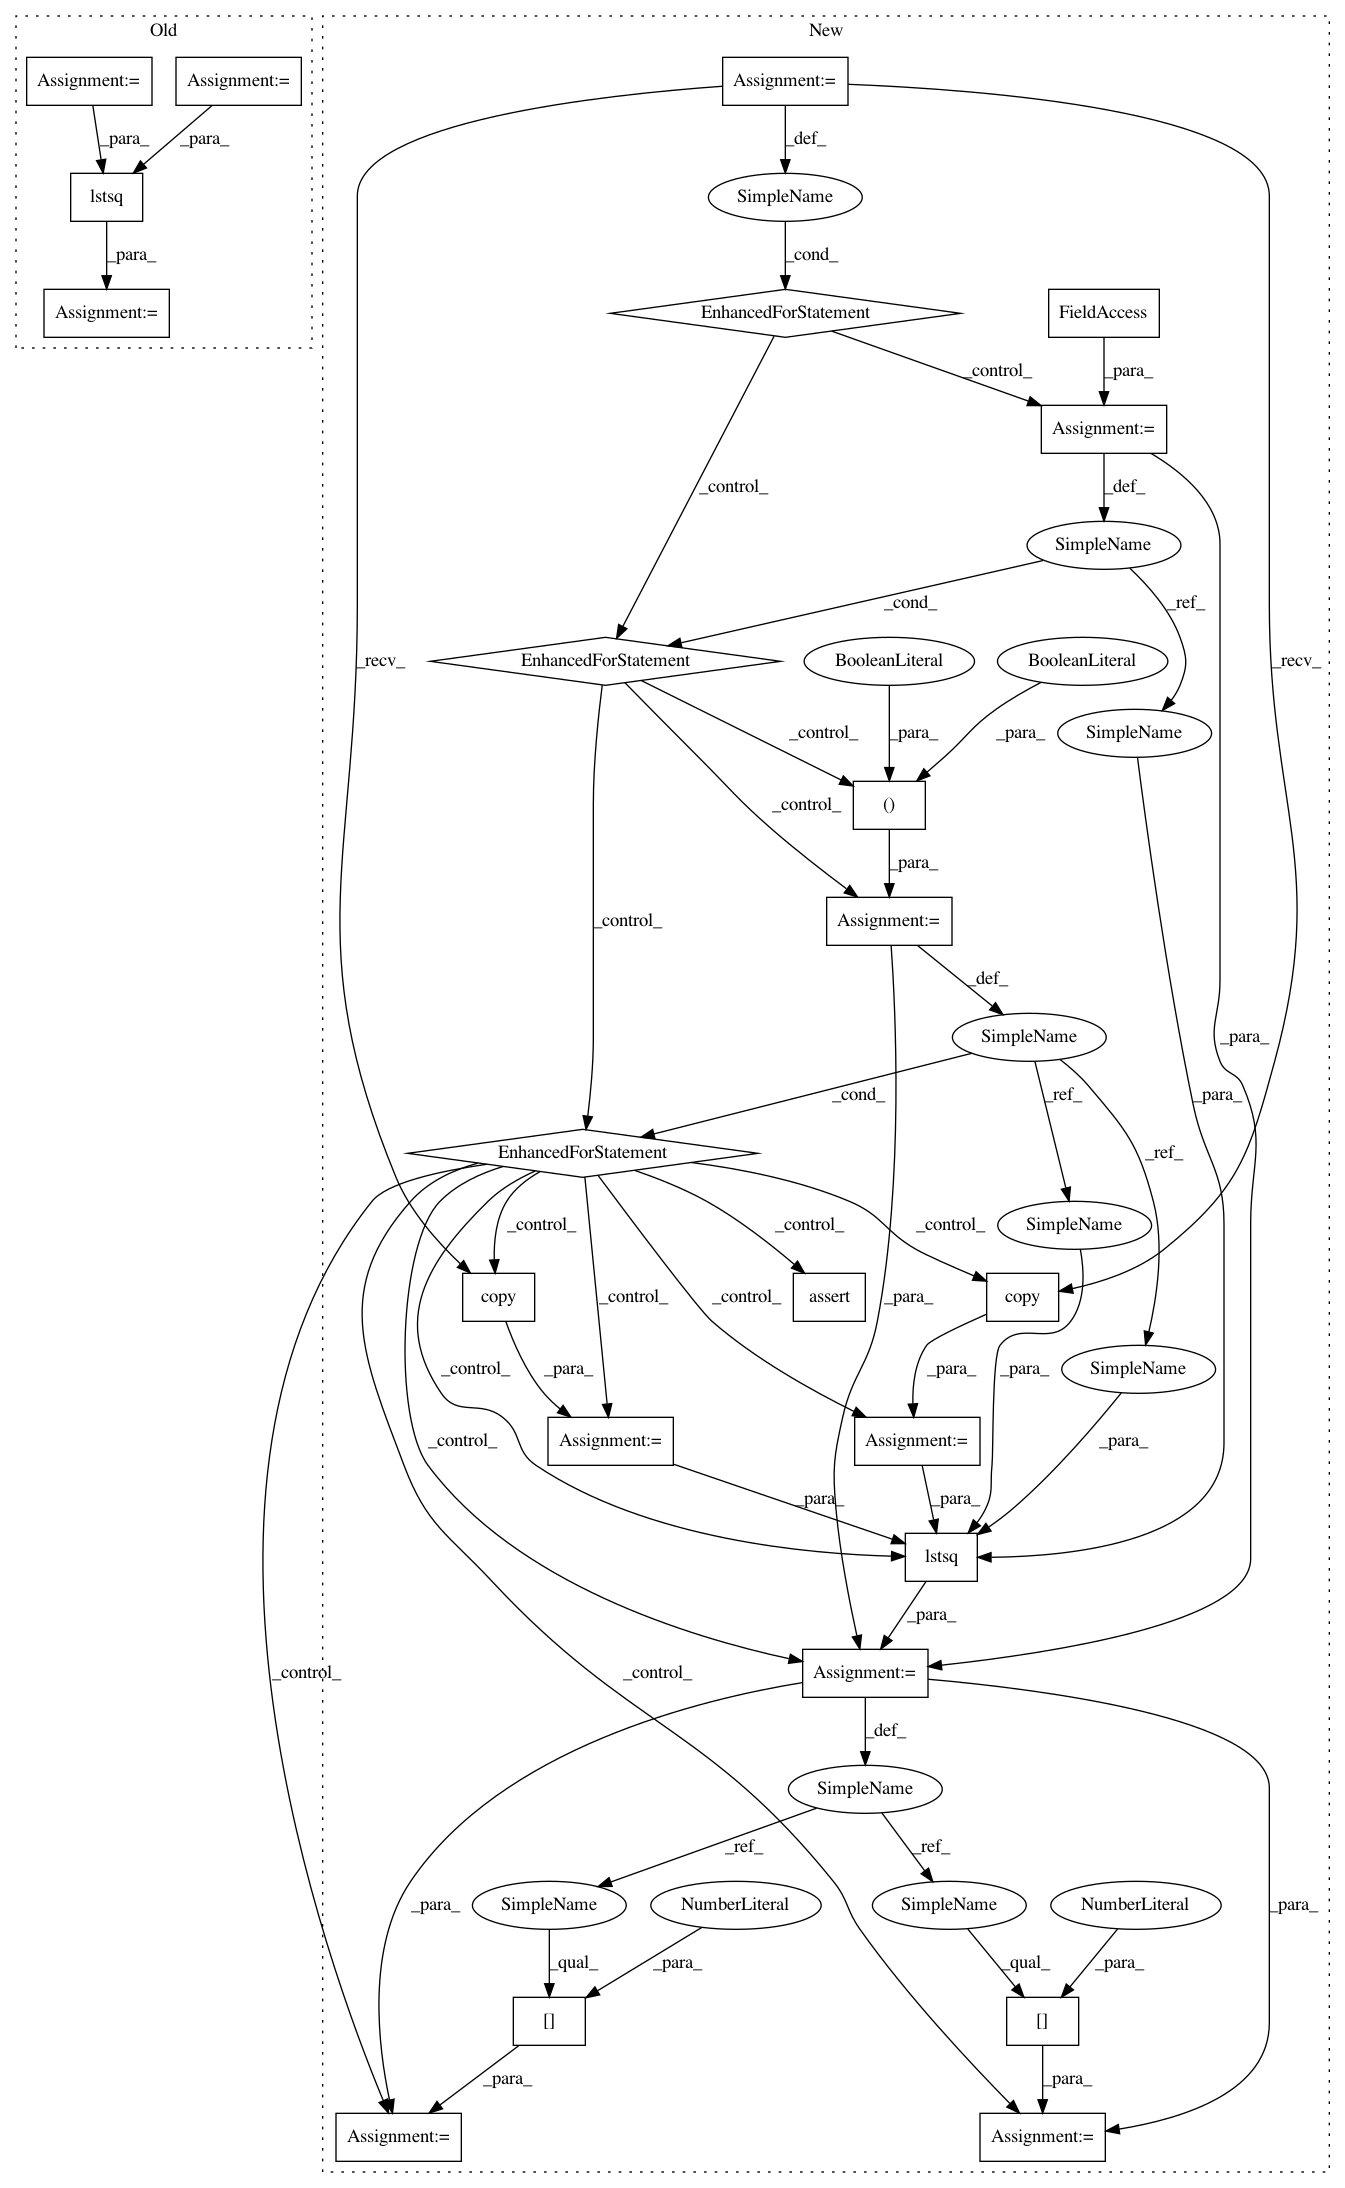 Old
New
Assignment:=
Assignment:=
Assignment:=
_para_
_para_
_def_
lstsq
SimpleName
_para_
_cond_
Assignment:=
EnhancedForStatement
FieldAccess
_control_
_para_
Assignment:=
_control_
_def_
SimpleName
_cond_
_ref_
_recv_
EnhancedForStatement
BooleanLiteral
BooleanLiteral
_recv_
_control_
_para_
_para_
SimpleName
_control_
()
_para_
_control_
Assignment:=
_def_
SimpleName
_para_
_cond_
_ref_
_para_
EnhancedForStatement
_ref_
_control_
_control_
_control_
SimpleName
copy
_control_
_control_
assert
_para_
copy
_control_
_para_
_para_
_para_
SimpleName
_control_
Assignment:=
Assignment:=
_para_
_para_
_para_
lstsq
_para_
_control_
_control_
Assignment:=
_def_
SimpleName
_ref_
_ref_
_para_
SimpleName
NumberLiteral
SimpleName
NumberLiteral
_para_
_qual_
_para_
_qual_
_para_
[]
[]
_para_
_para_
Assignment:=
Assignment:=